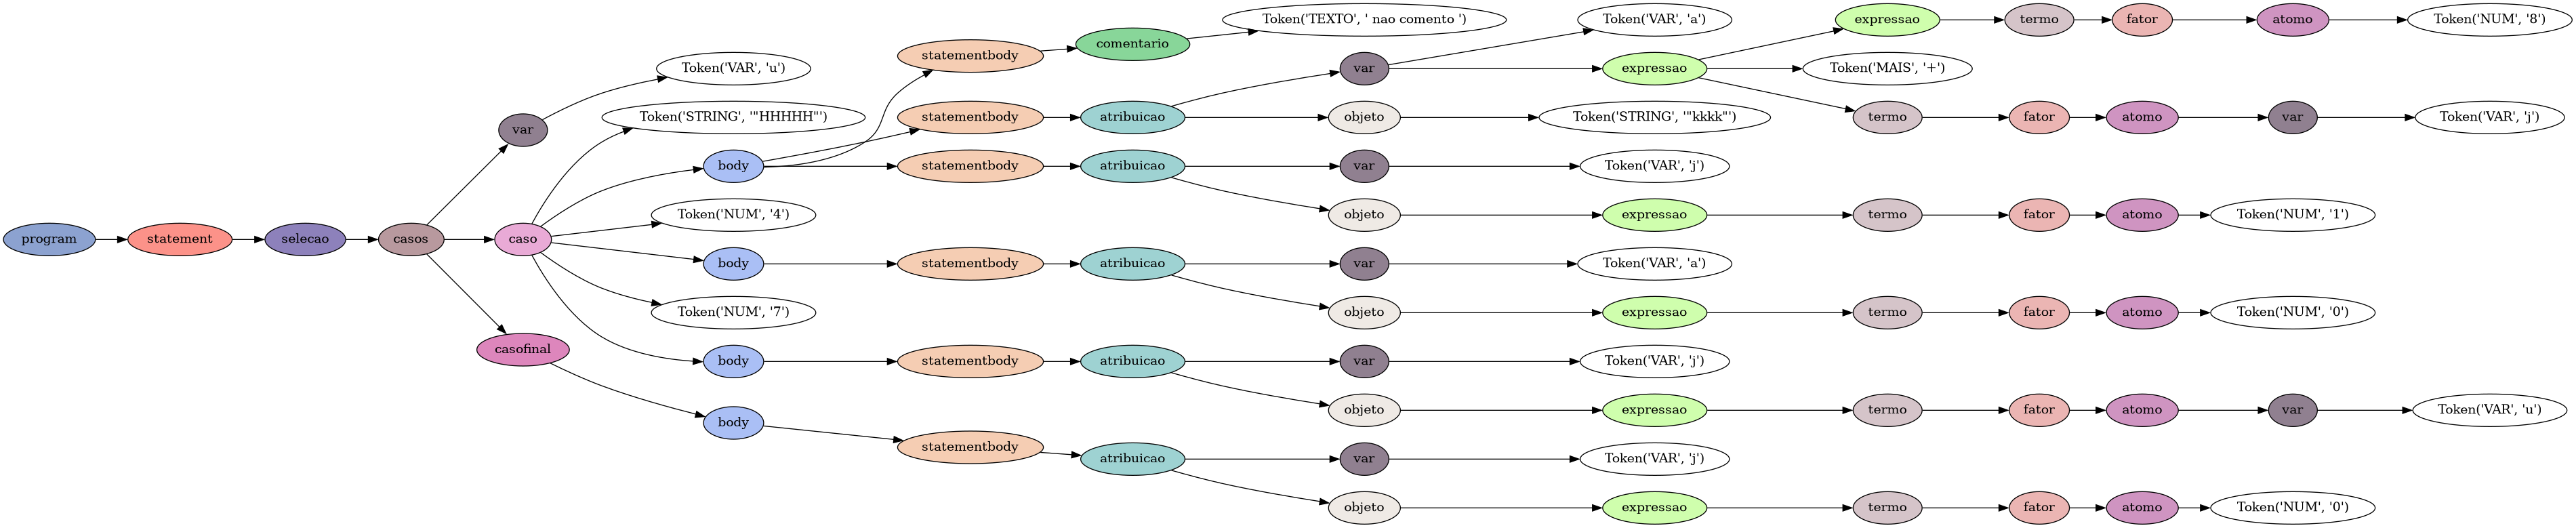 program
statement
selecao
casos
var
Token('VAR', 'u')
caso
Token('STRING', '"HHHHH"')
body
statementbody
comentario
Token('TEXTO', ' nao comento ')
statementbody
atribuicao
var
Token('VAR', 'a')
expressao
expressao
termo
fator
atomo
Token('NUM', '8')
Token('MAIS', '+')
termo
fator
atomo
var
Token('VAR', 'j')
objeto
Token('STRING', '"kkkk"')
statementbody
atribuicao
var
Token('VAR', 'j')
objeto
expressao
termo
fator
atomo
Token('NUM', '1')
Token('NUM', '4')
body
statementbody
atribuicao
var
Token('VAR', 'a')
objeto
expressao
termo
fator
atomo
Token('NUM', '0')
Token('NUM', '7')
body
statementbody
atribuicao
var
Token('VAR', 'j')
objeto
expressao
termo
fator
atomo
var
Token('VAR', 'u')
casofinal
body
statementbody
atribuicao
var
Token('VAR', 'j')
objeto
expressao
termo
fator
atomo
Token('NUM', '0')